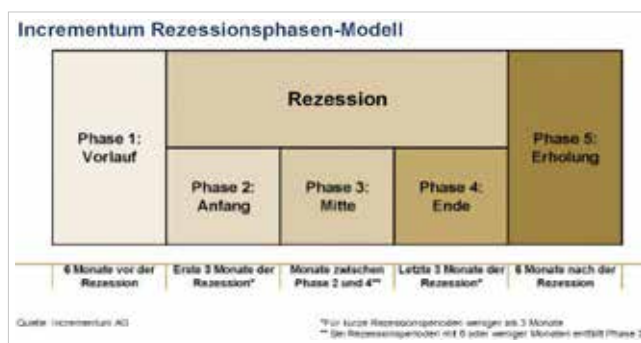 Incrementum Rezessionsphasen-Modell
Rezession
Phase 1:
Vorlauf
Phase 2:
Anfang
Phase 3:
Mitte
Phase 4:
Ende
Phase 5:
Erholung
6 Monate vor der
Rezession
Erste 3 Monate der
Rezession*
Monate zwischen
Phase 2 und 4**
Letzte 3 Monate der
Rezession*
6 Monate nach der
Rezession
Quelle: Incrementum AG
*Für kurze Rezessionsperioden weniger als 3 Monate
** Bei Rezessionsperioden mit 6 oder weniger Monaten entfällt Phase 3